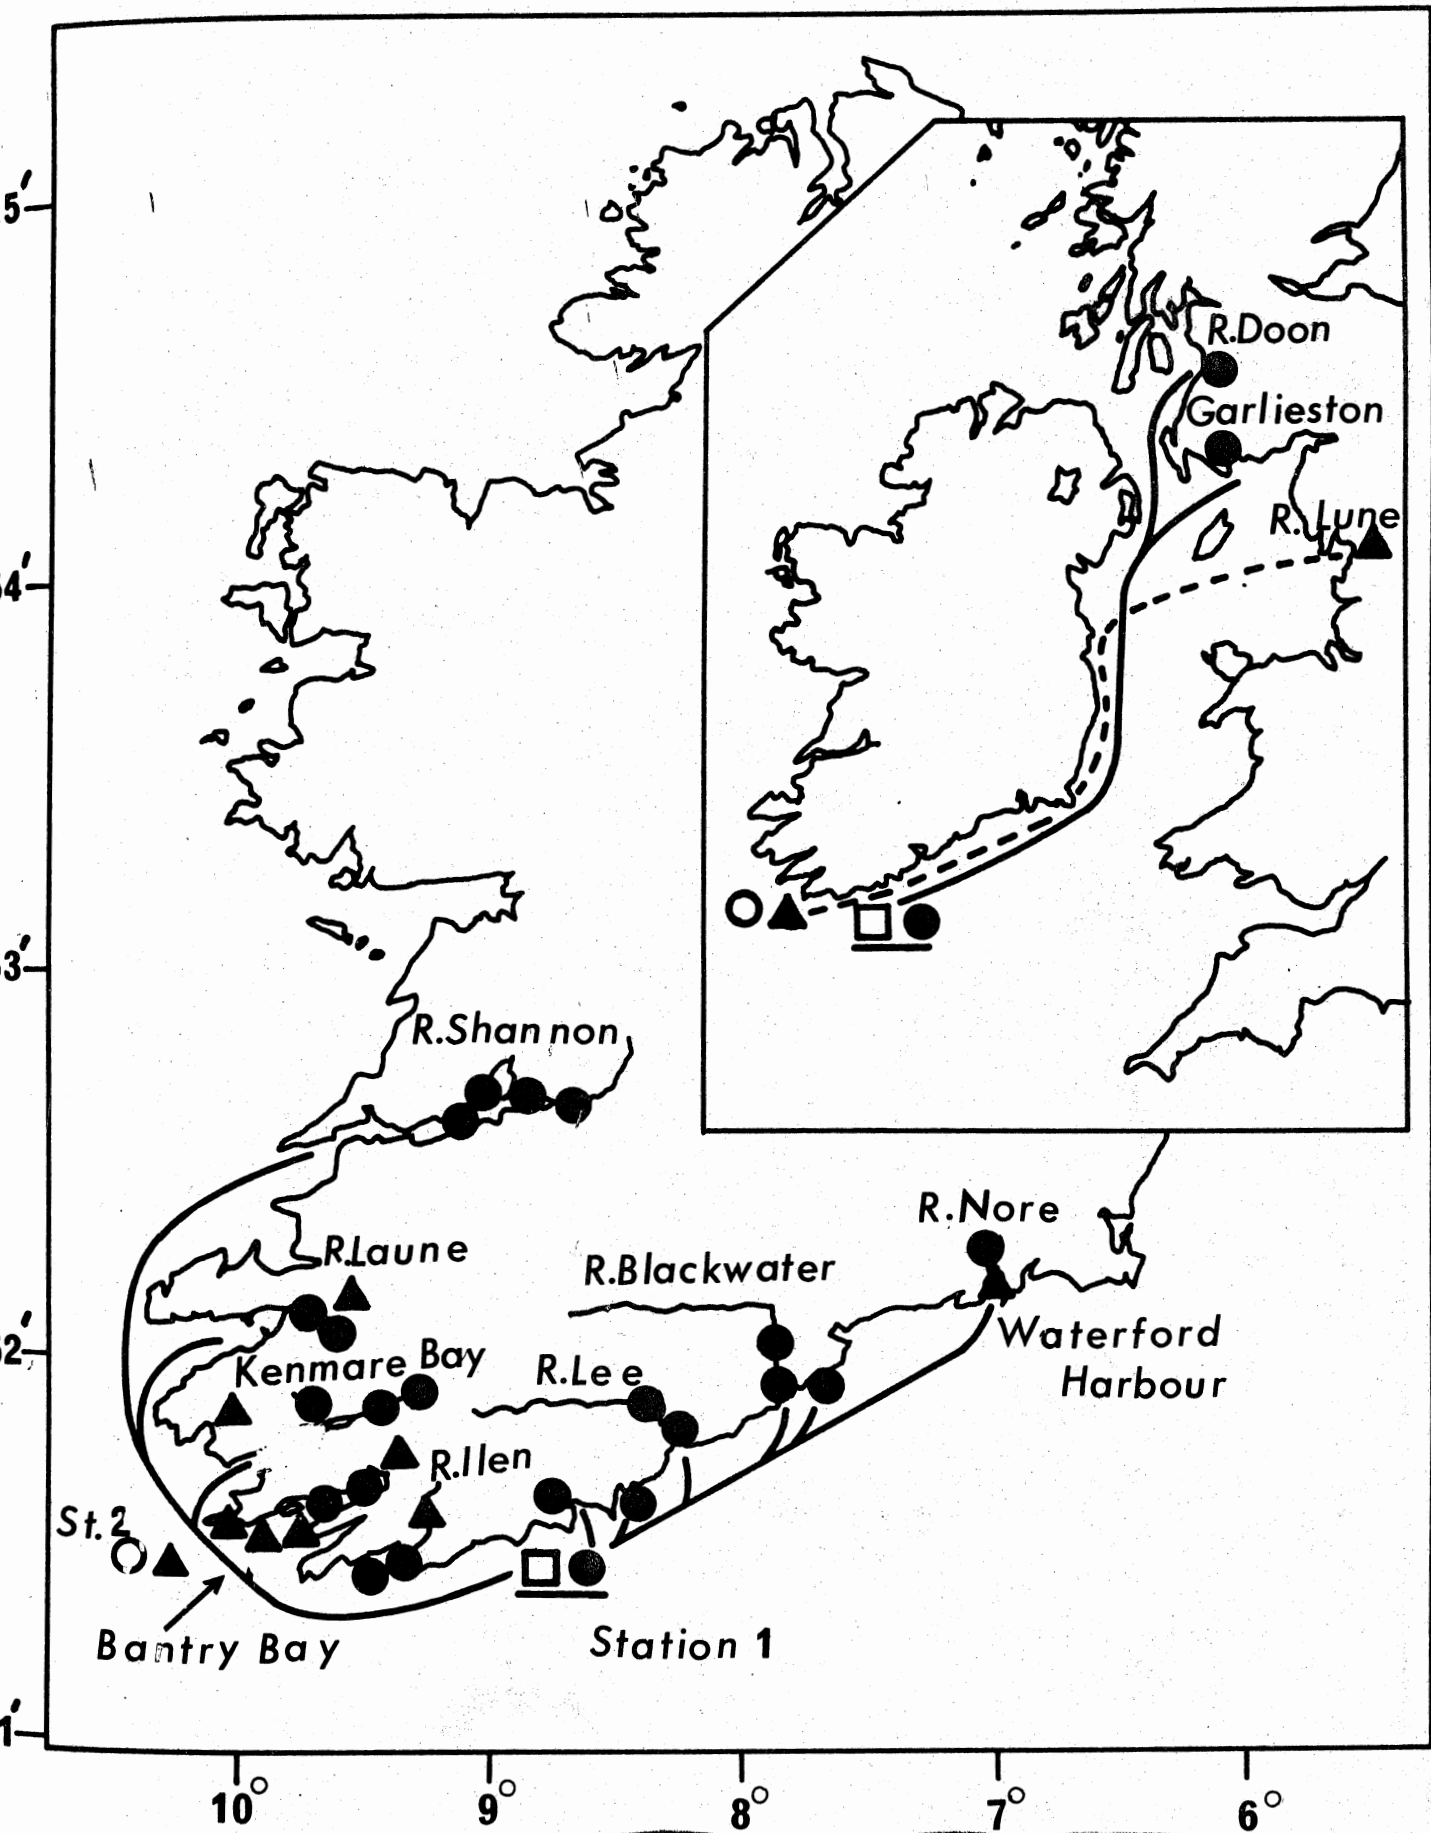 5′
R.Doon
Garlieston
R. Lune
4′
3′
R.Shannon
R.Nore
R.Laune
R.Blackwater
2′
Waterford
Harbour
Kenmare Bay
R.Lee
R.Ilen
St.2
Bantry Bay
Station 1
1′
10° 9° 8° 7° 6°